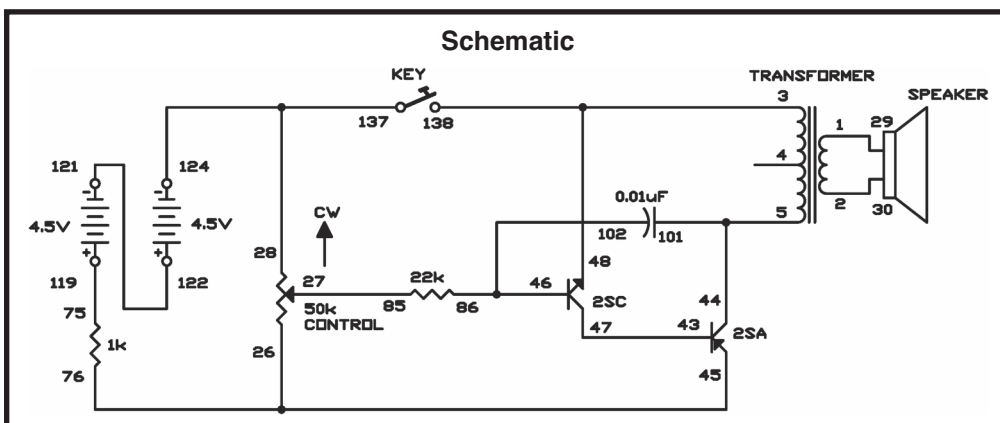 Schematic
KEY
TRANSFORMER
3
SPEAKER
137
138
1
29
121
124
4
-
-
0.01uF
4.5V
4.5V
CW
5
2
30
102
101
+
+
28
48
119
122
27
22k
46
50k
85
86
2SC
44
75
CONTROL
47
43
2SA
1k
26
76
45